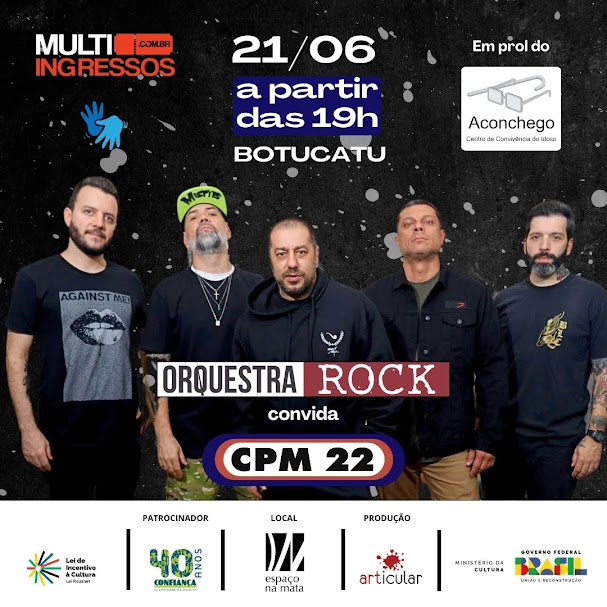 MULTI
.COM.BR
INGRESSOS
21/06
a partir
das 19h
BOTUCATU
Em prol do
Aconchego
Centro de Convivência do Idoso
MISFITS
AGAINST ME!
ORQUESTRA ROCK
convida
CPM 22
PATROCINADOR
LOCAL
PRODUÇÃO
Lei de
Incentivo
à Cultura
Lei Rouanet
40 ANOS
CONFIANÇA
espaço
na mata
articular
MINISTÉRIO DA
CULTURA
GOVERNO FEDERAL
BRASIL
UNIÃO E RECONSTRUÇÃO